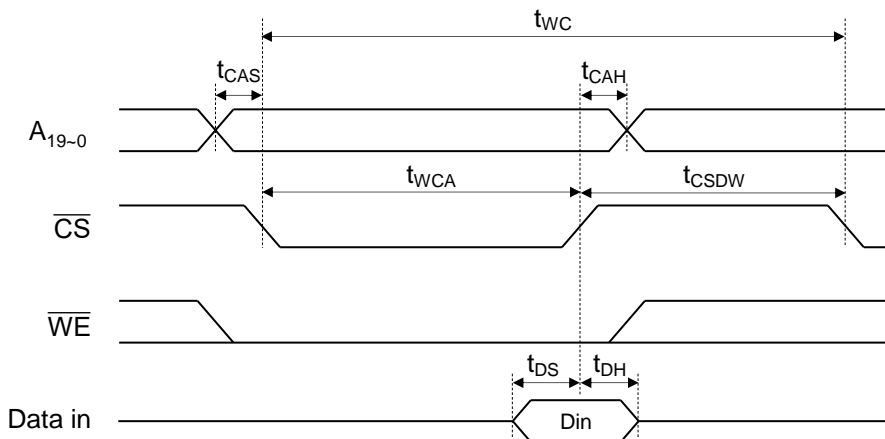 tWC
tCAS
tCAH
A19~0
tWCA
tCSDW
CS
WE
tDS
tDH
Data in
Din